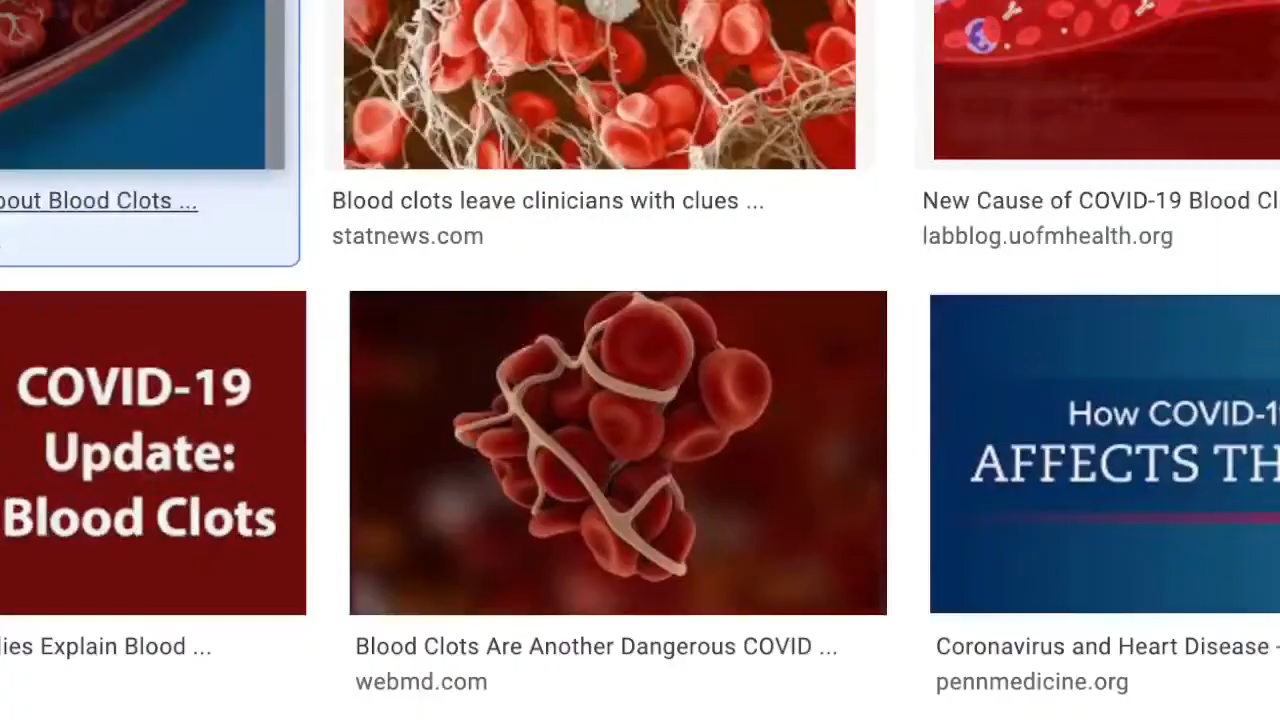 bout Blood Clots ...
Blood clots leave clinicians with clues ...
New Cause of COVID-19 Blood Cl
statnews.com
labblog.uofmhealth.org
COVID-19
Update:
Blood Clots
How COVID-1
AFFECTS TH
lies Explain Blood ...
Blood Clots Are Another Dangerous COVID ...
Coronavirus and Heart Disease -
webmd.com
pennmedicine.org